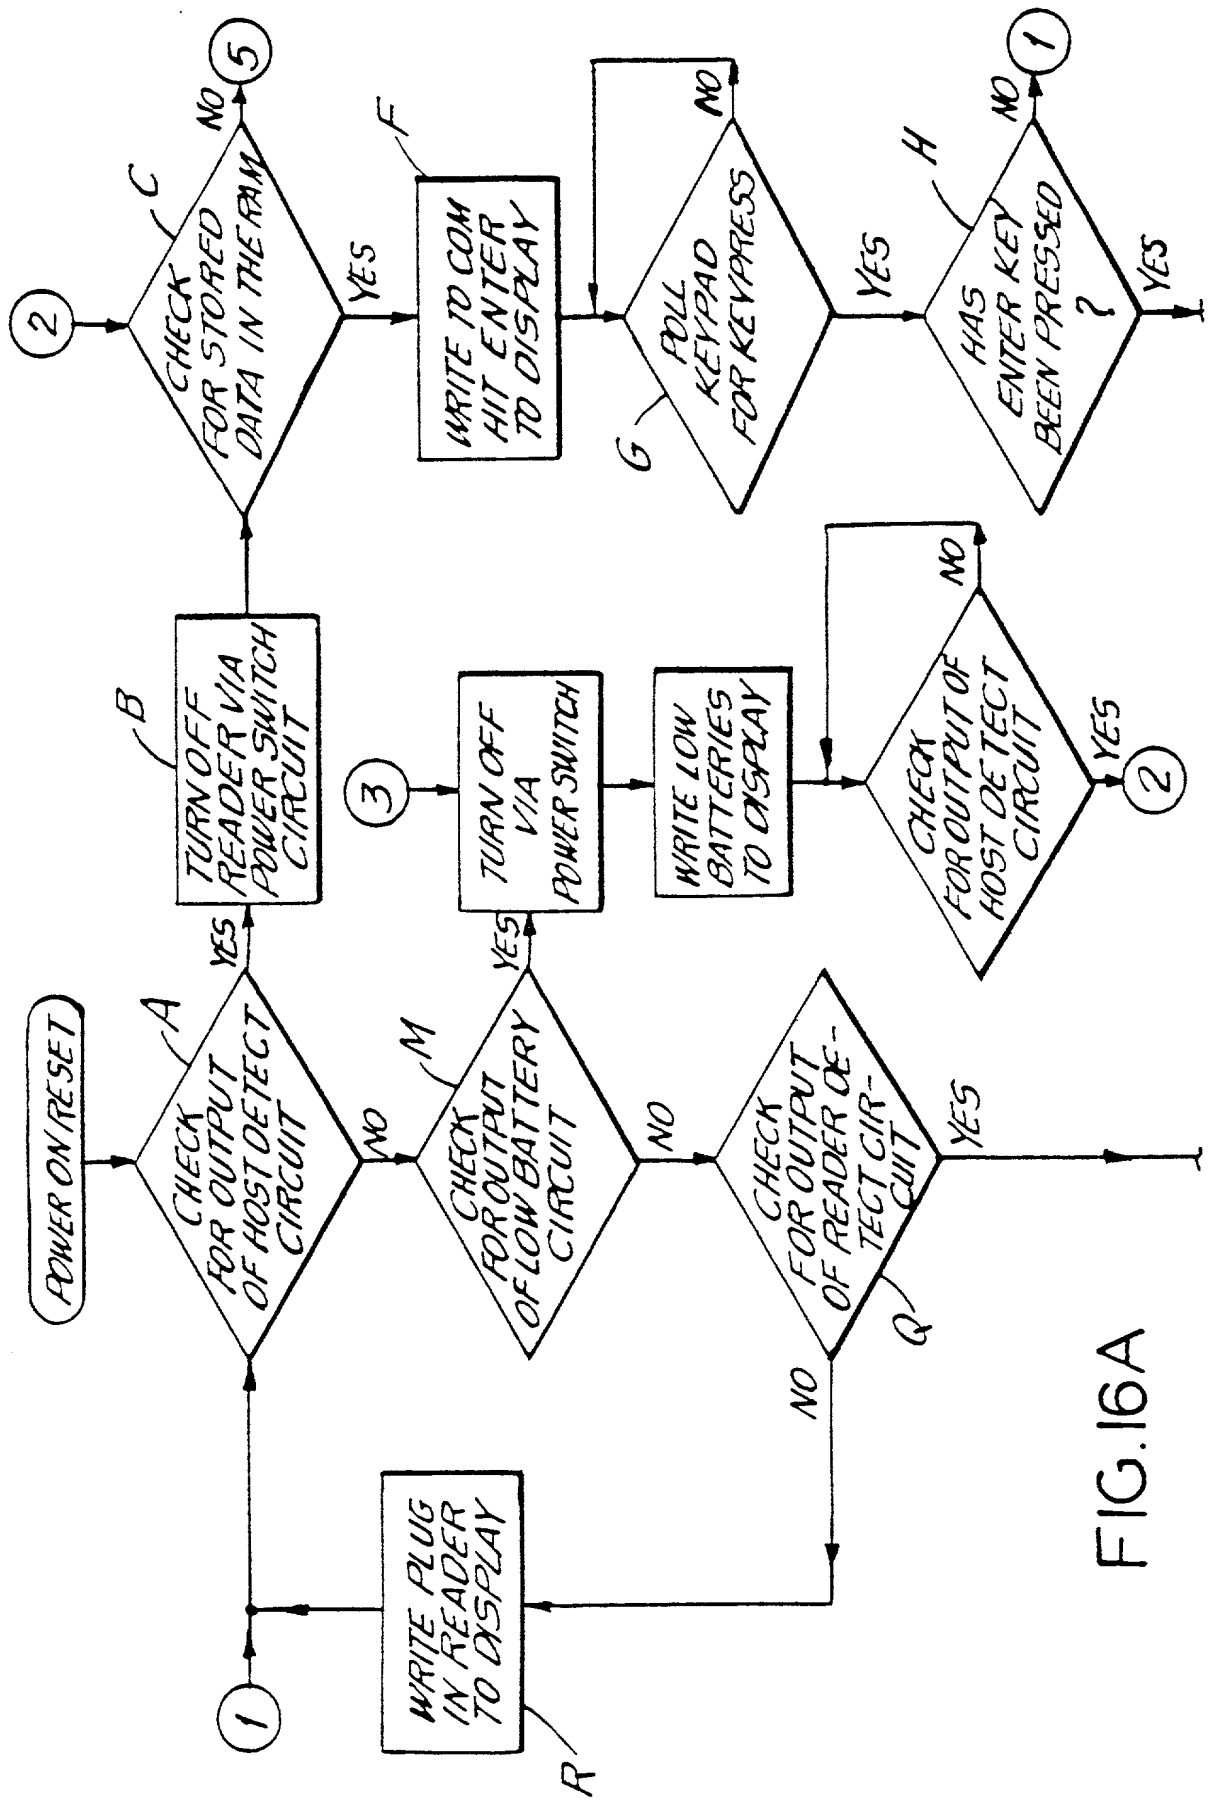 POWER ON RESET
1
A
CHECK
FOR OUTPUT
OF HOST DETECT
CIRCUIT
YES
NO
B
TURN OFF
READER VIA
POWER SWITCH
CIRCUIT
2
C
CHECK
FOR STORED
DATA IN THE RAM
NO
5
YES
R
WRITE PLUG
IN READER
TO DISPLAY
M
CHECK
FOR OUTPUT
OF LOW BATTERY
CIRCUIT
YES
NO
3
TURN OFF
VIA
POWER SWITCH
WRITE LOW
BATTERIES
TO DISPLAY
F
WRITE TO COM
HIT ENTER
TO DISPLAY
G
POLL
KEYPAD
FOR KEYPRESS
NO
YES
NO
CHECK
FOR OUTPUT
OF READER DE-
TECT CIR-
CUIT
Q
YES
CHECK
FOR OUTPUT OF
HOST DETECT
CIRCUIT
NO
YES
2
H
HAS
ENTER KEY
BEEN PRESSED
?
NO
1
YES
FIG.16A